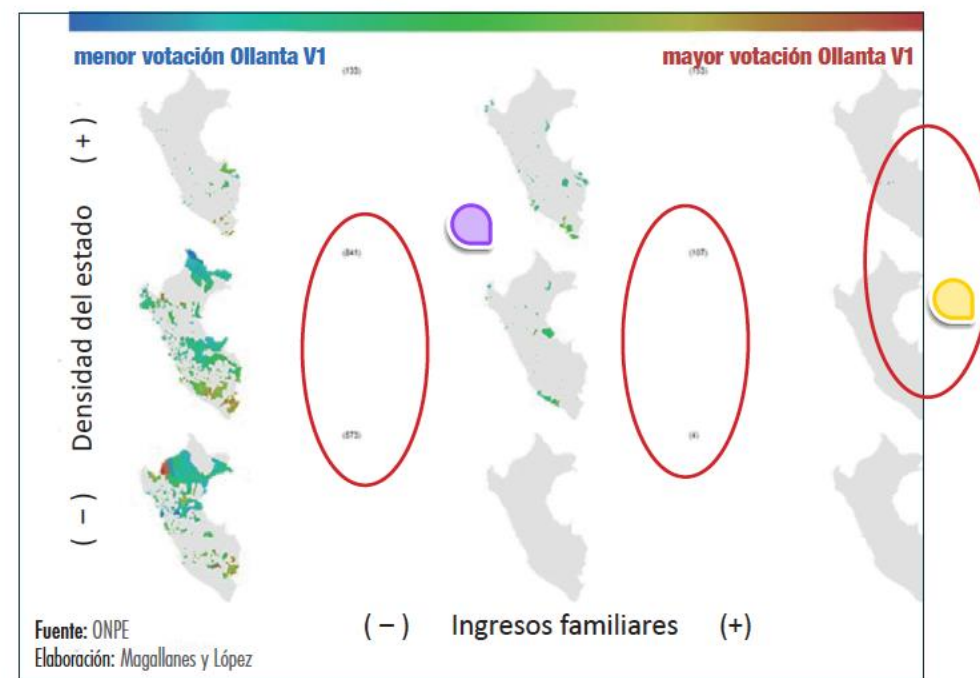 menor votación Ollanta V1
mayor votación Ollanta V1
(133)
(133)
Densidad del estado
( + )
(841)
(107)
(573)
(4)
( – )
( – ) Ingresos familiares (+)
Fuente: ONPE
Elaboración: Magallanes y López